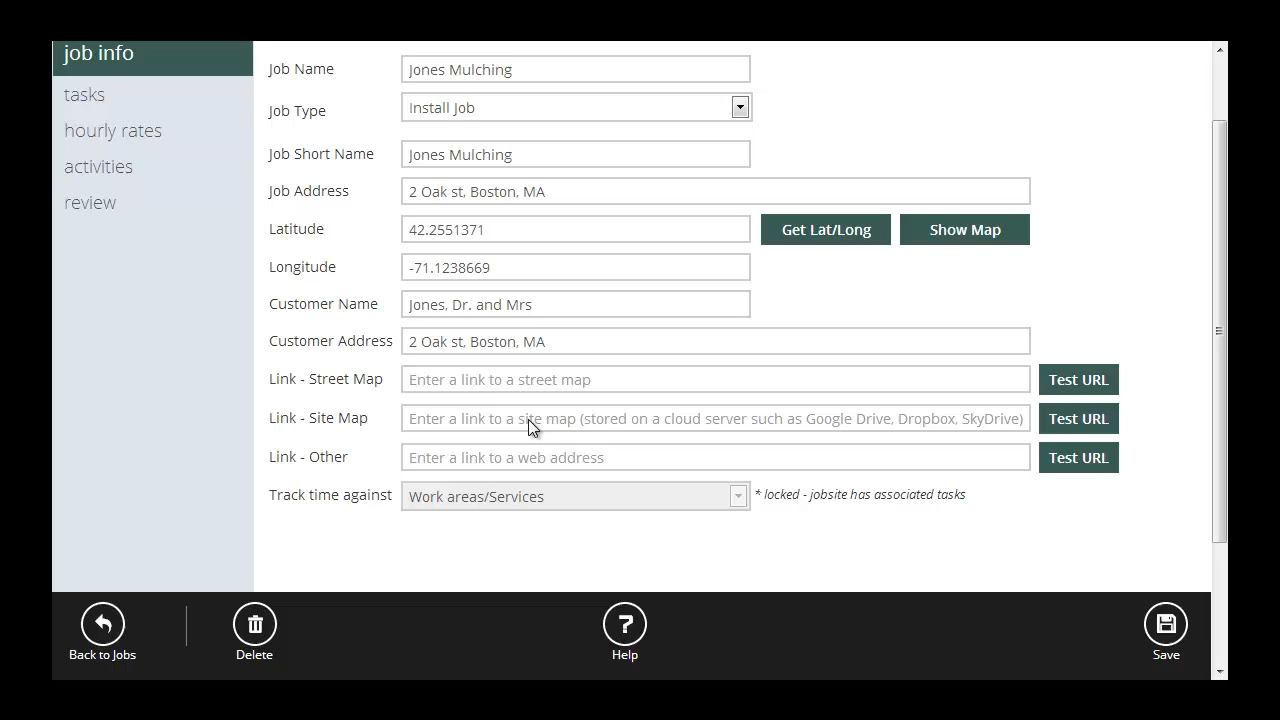 job info
tasks
hourly rates
activities
review
Job Name Jones Mulching
Job Type Install Job
Job Short Name Jones Mulching
Job Address 2 Oak st, Boston, MA
Latitude 42.2551371 Get Lat/Long Show Map
Longitude -71.1238669
Customer Name Jones, Dr. and Mrs
Customer Address 2 Oak st, Boston, MA
Link - Street Map Enter a link to a street map Test URL
Link - Site Map Enter a link to a site map (stored on a cloud server such as Google Drive, Dropbox, SkyDrive) Test URL
Link - Other Enter a link to a web address Test URL
Track time against Work areas/Services * locked - jobsite has associated tasks
Back to Jobs Delete ? Help Save